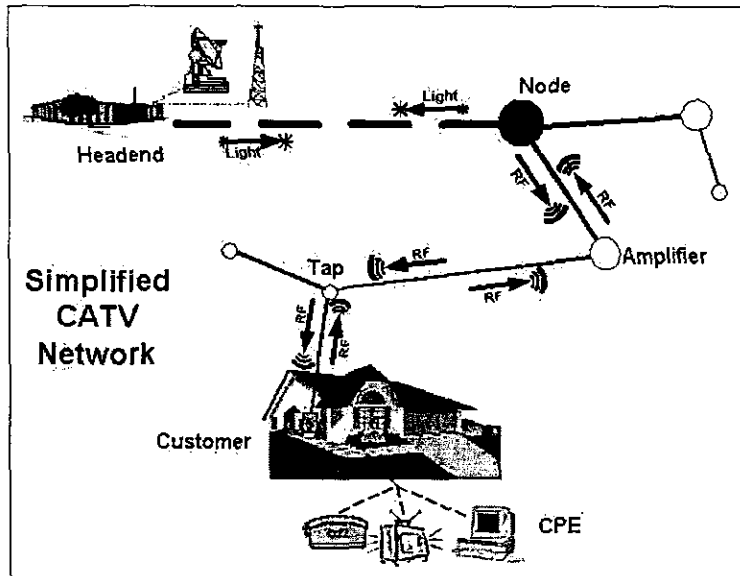 Node
Light
Headend
Light
RF
RF
Amplifier
RF
RF
Tap
Simplified
CATV
Network
RF
RF
Customer
CPE